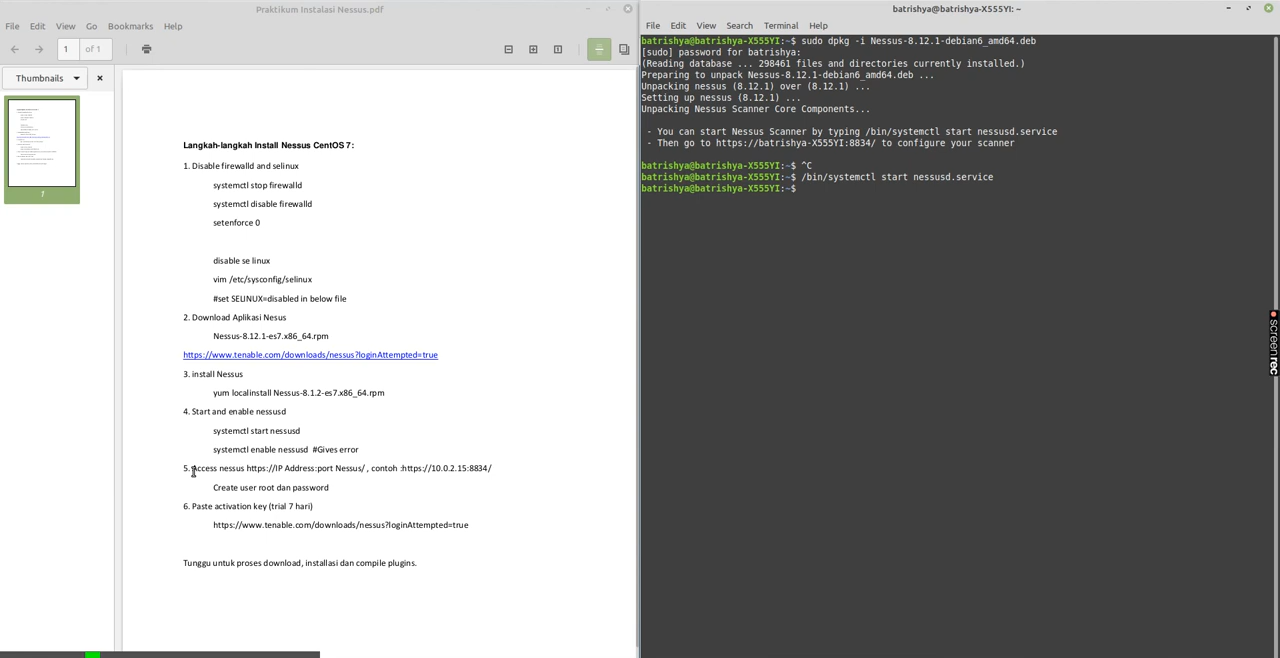 Praktikum Instalasi Nessus.pdf
File Edit View Go Bookmarks Help
1 of 1
Thumbnails
1
Langkah-langkah Install Nessus CentOS 7:
1. Disable firewalld and selinux
systemctl stop firewalld
systemctl disable firewalld
setenforce 0
disable se linux
vim /etc/sysconfig/selinux
#set SELINUX=disabled in below file
2. Download Aplikasi Nesus
Nessus-8.12.1-es7.x86_64.rpm
https://www.tenable.com/downloads/nessus?loginAttempted=true
3. install Nessus
yum localinstall Nessus-8.1.2-es7.x86_64.rpm
4. Start and enable nessusd
systemctl start nessusd
systemctl enable nessusd #Gives error
5. Access nessus https://IP Address:port Nessus/ , contoh :https://10.0.2.15:8834/
Create user root dan password
6. Paste activation key (trial 7 hari)
https://www.tenable.com/downloads/nessus?loginAttempted=true
Tunggu untuk proses download, installasi dan compile plugins.
batrishya@batrishya-X555YI: ~
File Edit View Search Terminal Help
batrishya@batrishya-X555YI:~$ sudo dpkg -i Nessus-8.12.1-debian6_amd64.deb
[sudo] password for batrishya:
(Reading database ... 298461 files and directories currently installed.)
Preparing to unpack Nessus-8.12.1-debian6_amd64.deb ...
Unpacking nessus (8.12.1) over (8.12.1) ...
Setting up nessus (8.12.1) ...
Unpacking Nessus Scanner Core Components...
- You can start Nessus Scanner by typing /bin/systemctl start nessusd.service
- Then go to https://batrishya-X555YI:8834/ to configure your scanner
batrishya@batrishya-X555YI:~$ ^C
batrishya@batrishya-X555YI:~$ /bin/systemctl start nessusd.service
batrishya@batrishya-X555YI:~$
screenrec